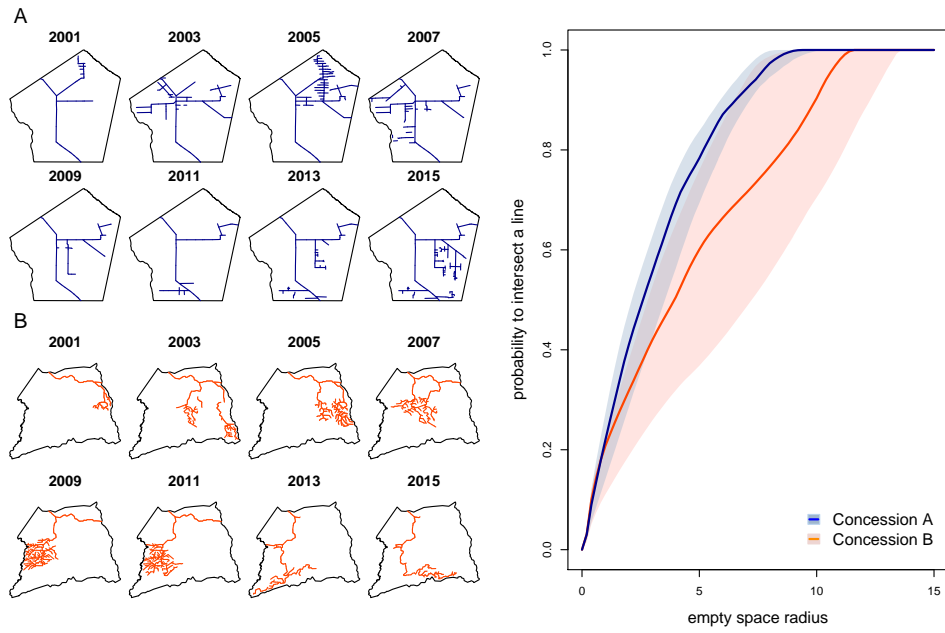 A
2001 2003 2005 2007
2009 2011 2013 2015
B
2001 2003 2005 2007
2009 2011 2013 2015
probability to intersect a line
1.0
0.8
0.6
0.4
0.2
0.0
Concession A
Concession B
0 5 10 15
empty space radius